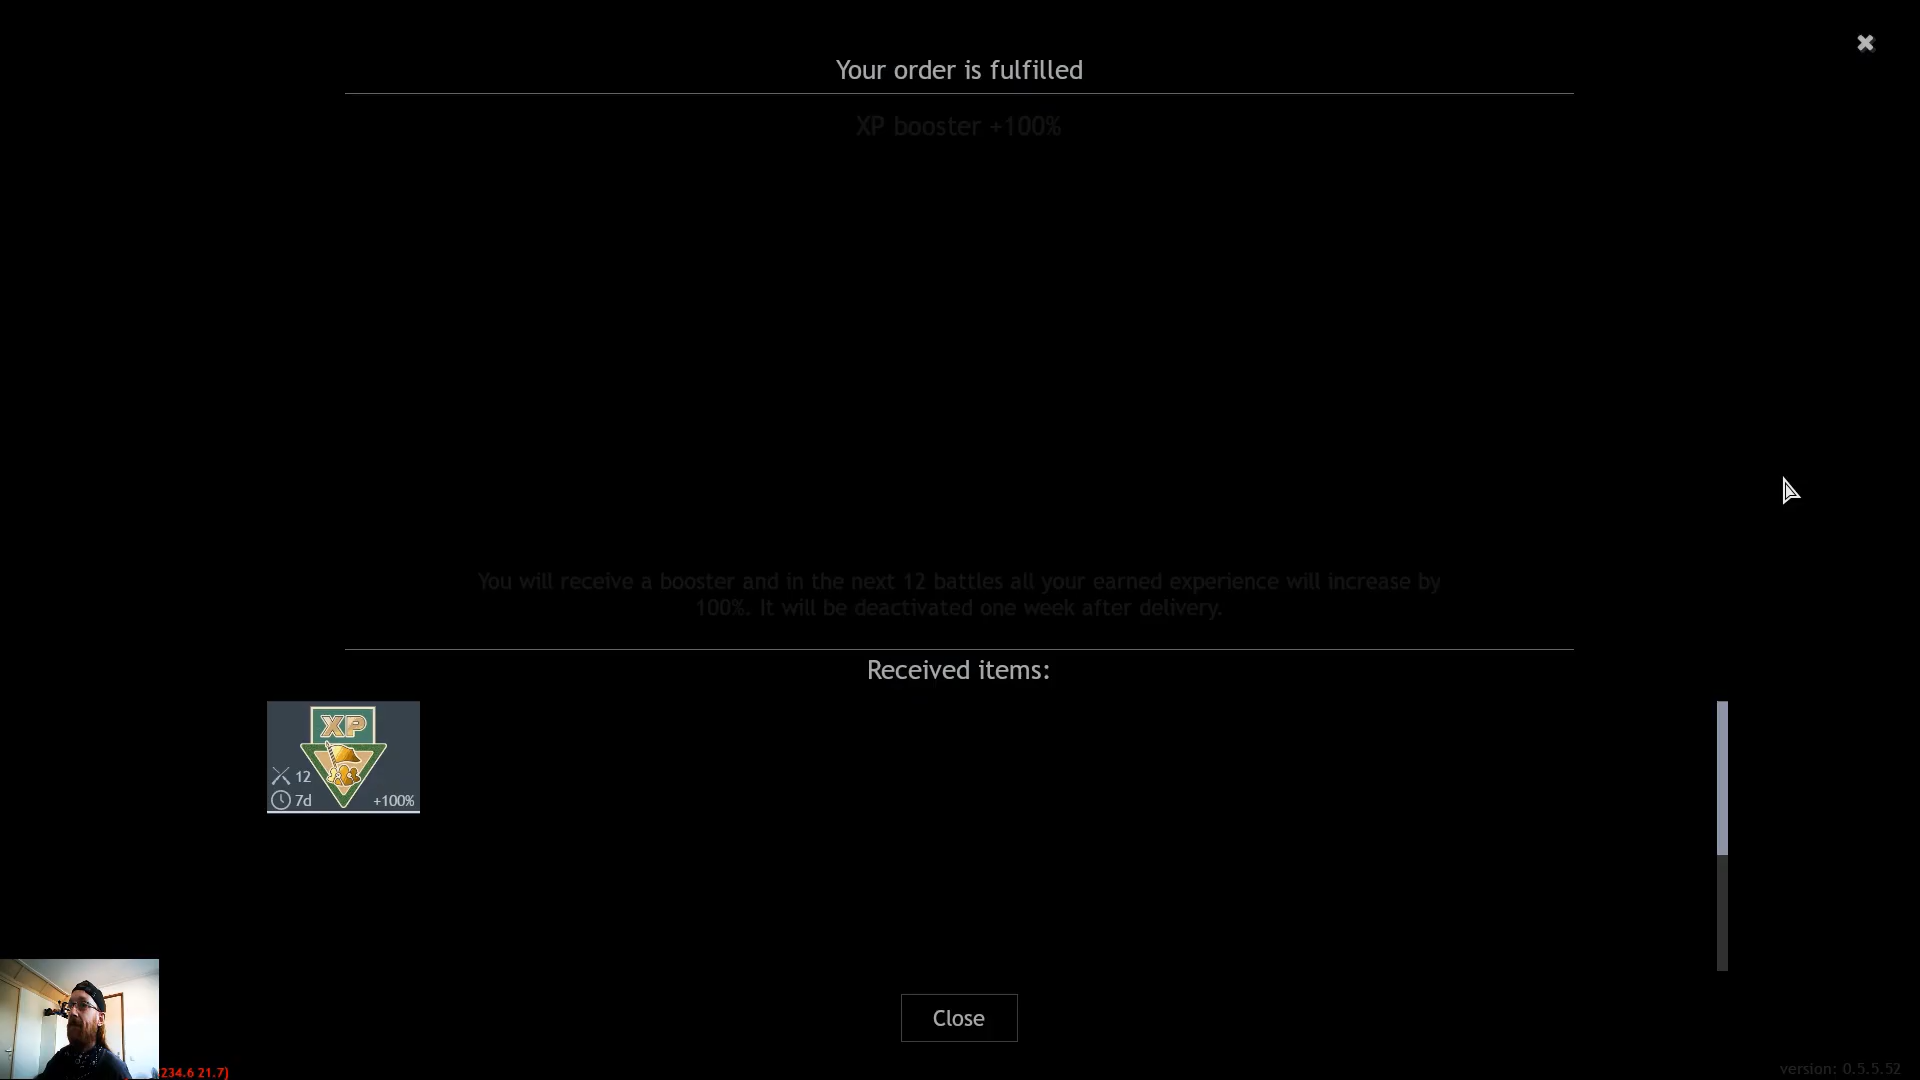 Your order is fulfilled
XP booster +100%
You will receive a booster and in the next 12 battles all your earned experience will increase by
100%. It will be deactivated one week after delivery.
Received items:
XP
12
7d +100%
Close
234.6 21.7)
version: 0.5.5.52